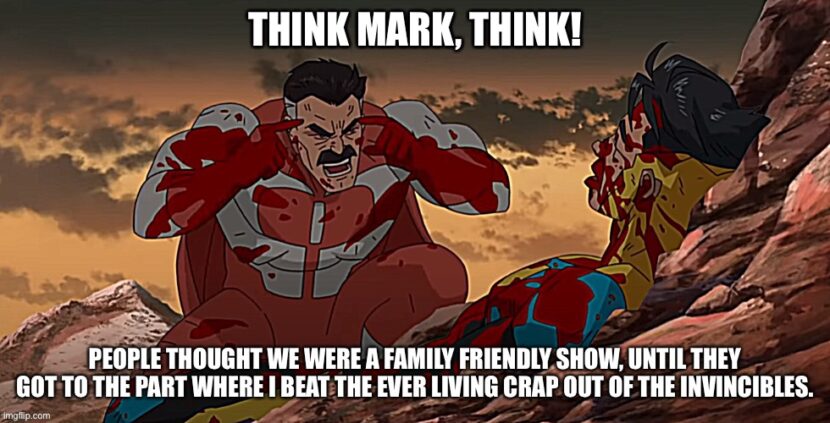 THINK MARK, THINK!
PEOPLE THOUGHT WE WERE A FAMILY FRIENDLY SHOW, UNTIL THEY
GOT TO THE PART WHERE I BEAT THE EVER LIVING CRAP OUT OF THE INVINCIBLES.
imgflip.com